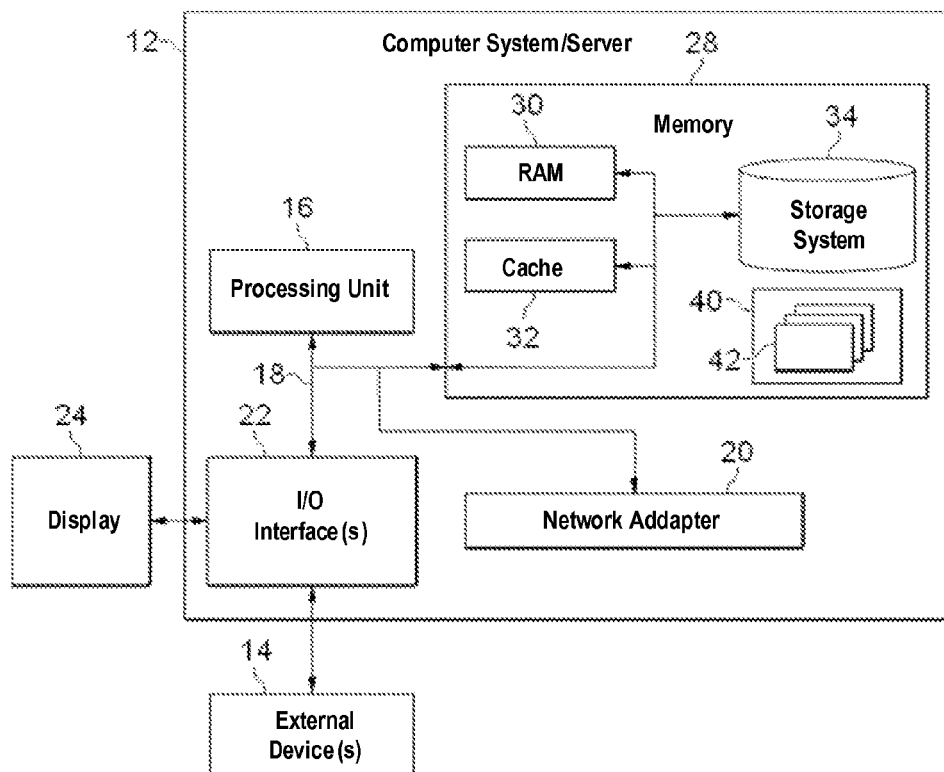 12
Computer System/Server
28
Memory
30
RAM
34
Storage
System
16
Processing Unit
Cache
32
40
42
18
24
22
20
Display
I/O
Interface(s)
Network Addapter
14
External
Device(s)